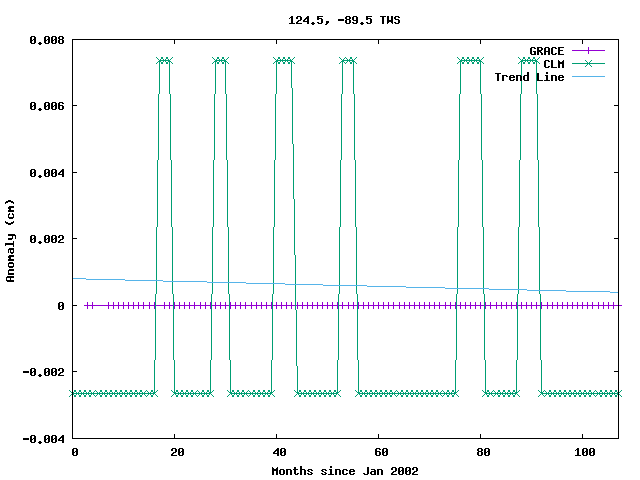 124.5, -89.5 TWS
GRACE
CLM
Trend Line
0.008
0.006
0.004
0.002
0
-0.002
-0.004
Anomaly (cm)
0 20 40 60 80 100
Months since Jan 2002